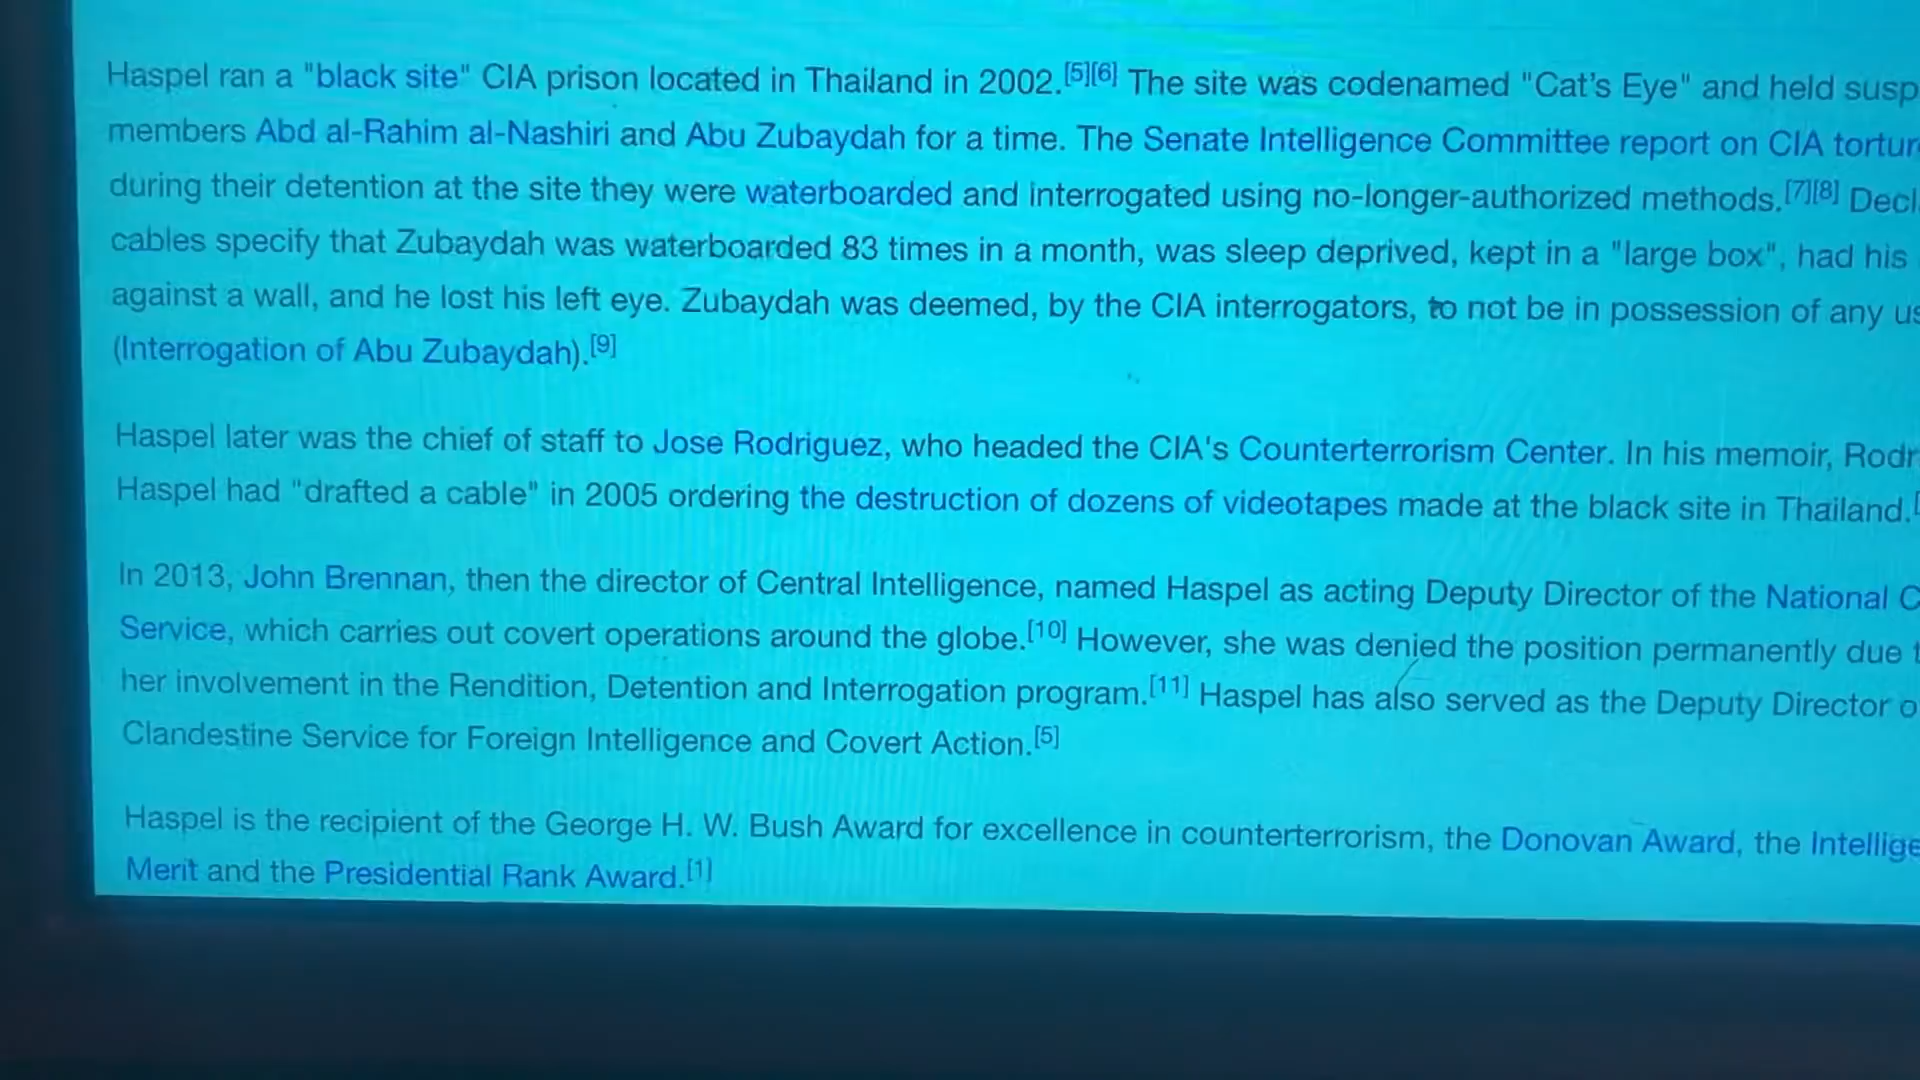 Haspel ran a "black site" CIA prison located in Thailand in 2002.[5][6] The site was codenamed "Cat's Eye" and held susp
members Abd al-Rahim al-Nashiri and Abu Zubaydah for a time. The Senate Intelligence Committee report on CIA tortur
during their detention at the site they were waterboarded and interrogated using no-longer-authorized methods.[7][8] Decl
cables specify that Zubaydah was waterboarded 83 times in a month, was sleep deprived, kept in a "large box", had his
against a wall, and he lost his left eye. Zubaydah was deemed, by the CIA interrogators, to not be in possession of any us
(Interrogation of Abu Zubaydah).[9]
Haspel later was the chief of staff to Jose Rodriguez, who headed the CIA's Counterterrorism Center. In his memoir, Rodr
Haspel had "drafted a cable" in 2005 ordering the destruction of dozens of videotapes made at the black site in Thailand.[
In 2013, John Brennan, then the director of Central Intelligence, named Haspel as acting Deputy Director of the National C
Service, which carries out covert operations around the globe.[10] However, she was denied the position permanently due t
her involvement in the Rendition, Detention and Interrogation program.[11] Haspel has also served as the Deputy Director o
Clandestine Service for Foreign Intelligence and Covert Action.[5]
Haspel is the recipient of the George H. W. Bush Award for excellence in counterterrorism, the Donovan Award, the Intellige
Merit and the Presidential Rank Award.[1]